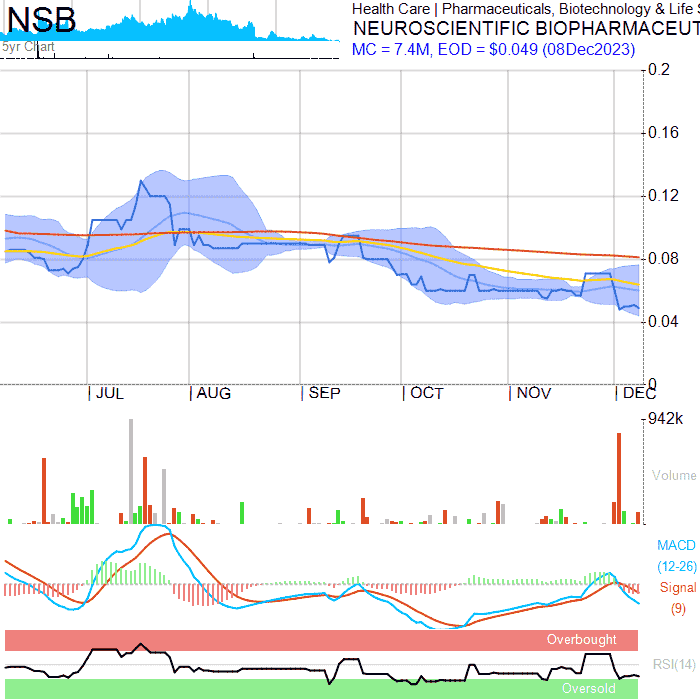 NSB
5yr Chart
Health Care | Pharmaceuticals, Biotechnology & Life
NEUROSCIENTIFIC BIOPHARMACEUT
MC = 7.4M, EOD = $0.049 (08Dec2023)
0.2
0.16
0.12
0.08
0.04
0
JUL AUG SEP OCT NOV DEC
942k
Volume
MACD
(12-26)
Signal
(9)
Overbought
RSI(14)
Oversold